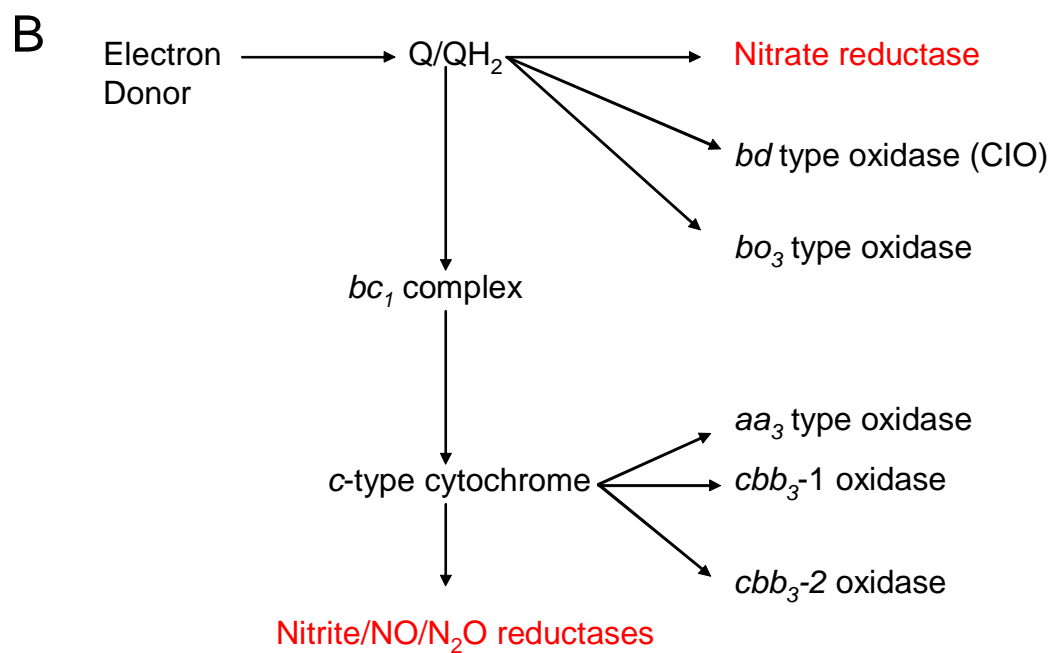 B
Electron
Donor
Q/QH₂
Nitrate reductase
bd type oxidase (CIO)
bo₃ type oxidase
bc₁ complex
aa₃ type oxidase
c-type cytochrome
cbb₃-1 oxidase
cbb₃-2 oxidase
Nitrite/NO/N₂O reductases